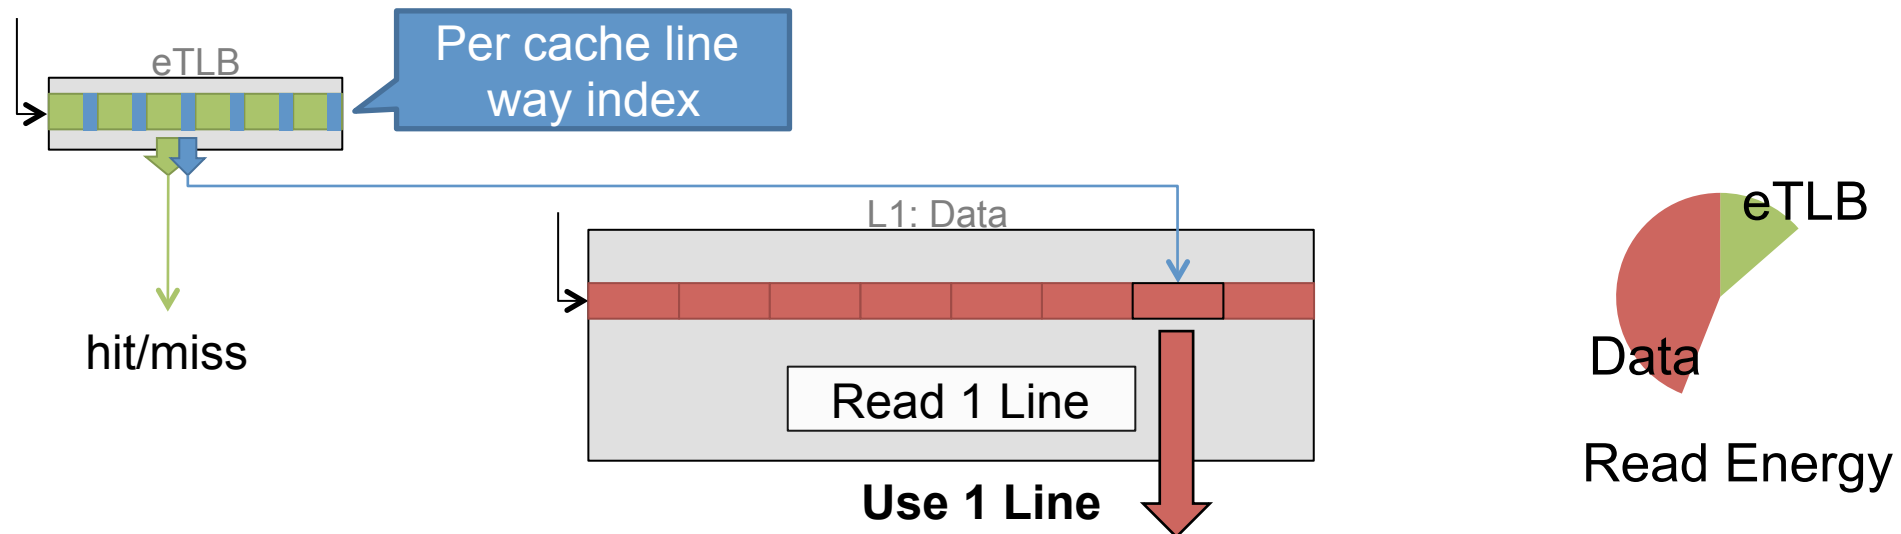 eTLB
Per cache line
way index
L1: Data
hit/miss
Read 1 Line
Use 1 Line
eTLB
Data
Read Energy